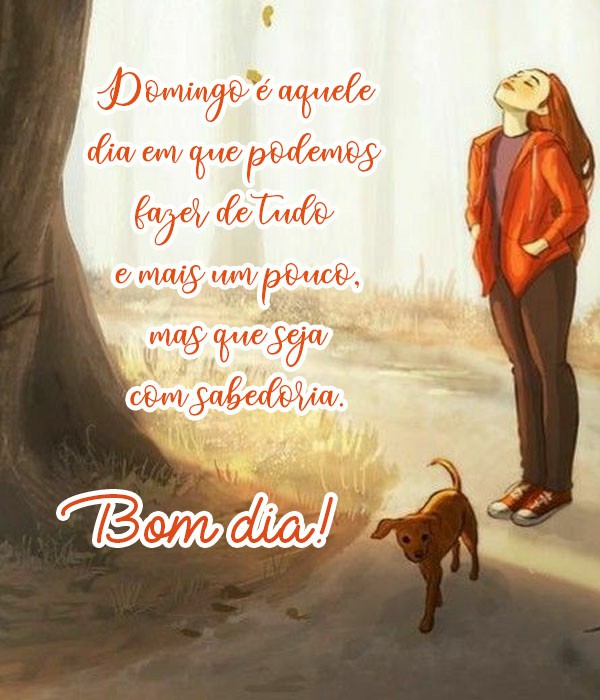 Domingo é aquele
dia em que podemos
fazer de tudo
e mais um pouco,
mas que seja
com sabedoria.
Bom dia!